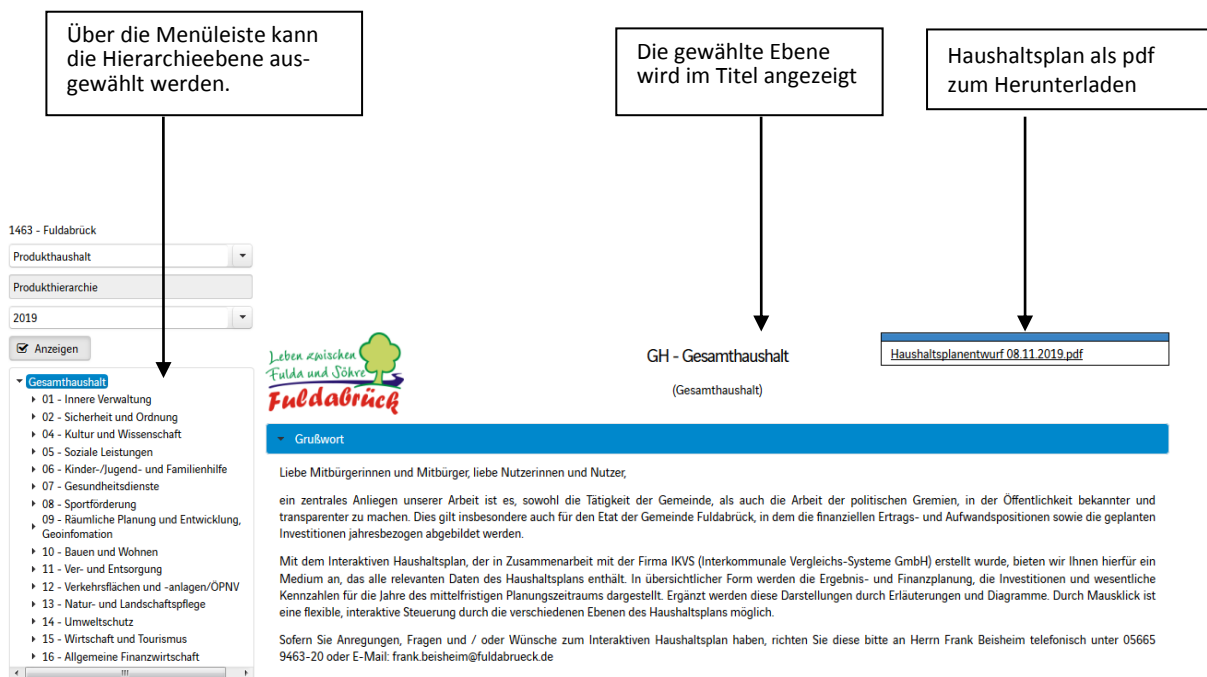 Über die Menüleiste kann
die Hierarchieebene aus-
gewählt werden.
Die gewählte Ebene
wird im Titel angezeigt
Haushaltsplan als pdf
zum Herunterladen
1463 - Fuldabrück
Produkthaushalt
Produkthierarchie
2019
Anzeigen
Gesamthaushalt
01 - Innere Verwaltung
02 - Sicherheit und Ordnung
04 - Kultur und Wissenschaft
05 - Soziale Leistungen
06 - Kinder-/Jugend- und Familienhilfe
07 - Gesundheitsdienste
08 - Sportförderung
09 - Räumliche Planung und Entwicklung,
Geoinfomation
10 - Bauen und Wohnen
11 - Ver- und Entsorgung
12 - Verkehrsflächen und -anlagen/ÖPNV
13 - Natur- und Landschaftspflege
14 - Umweltschutz
15 - Wirtschaft und Tourismus
16 - Allgemeine Finanzwirtschaft
Leben zwischen
Fulda und Söhre
Fuldabrück
GH - Gesamthaushalt
(Gesamthaushalt)
Haushaltsplanentwurf 08.11.2019.pdf
Grußwort
Liebe Mitbürgerinnen und Mitbürger, liebe Nutzerinnen und Nutzer,
ein zentrales Anliegen unserer Arbeit ist es, sowohl die Tätigkeit der Gemeinde, als auch die Arbeit der politischen Gremien, in der Öffentlichkeit bekannter und
transparenter zu machen. Dies gilt insbesondere auch für den Etat der Gemeinde Fuldabrück, in dem die finanziellen Ertrags- und Aufwandspositionen sowie die geplanten
Investitionen jahresbezogen abgebildet werden.
Mit dem Interaktiven Haushaltsplan, der in Zusammenarbeit mit der Firma IKVS (Interkommunale Vergleichs-Systeme GmbH) erstellt wurde, bieten wir Ihnen hierfür ein
Medium an, das alle relevanten Daten des Haushaltsplans enthält. In übersichtlicher Form werden die Ergebnis- und Finanzplanung, die Investitionen und wesentliche
Kennzahlen für die Jahre des mittelfristigen Planungszeitraums dargestellt. Ergänzt werden diese Darstellungen durch Erläuterungen und Diagramme. Durch Mausklick ist
eine flexible, interaktive Steuerung durch die verschiedenen Ebenen des Haushaltsplans möglich.
Sofern Sie Anregungen, Fragen und / oder Wünsche zum Interaktiven Haushaltsplan haben, richten Sie diese bitte an Herrn Frank Beisheim telefonisch unter 05665
9463-20 oder E-Mail: frank.beisheim@fuldabrueck.de